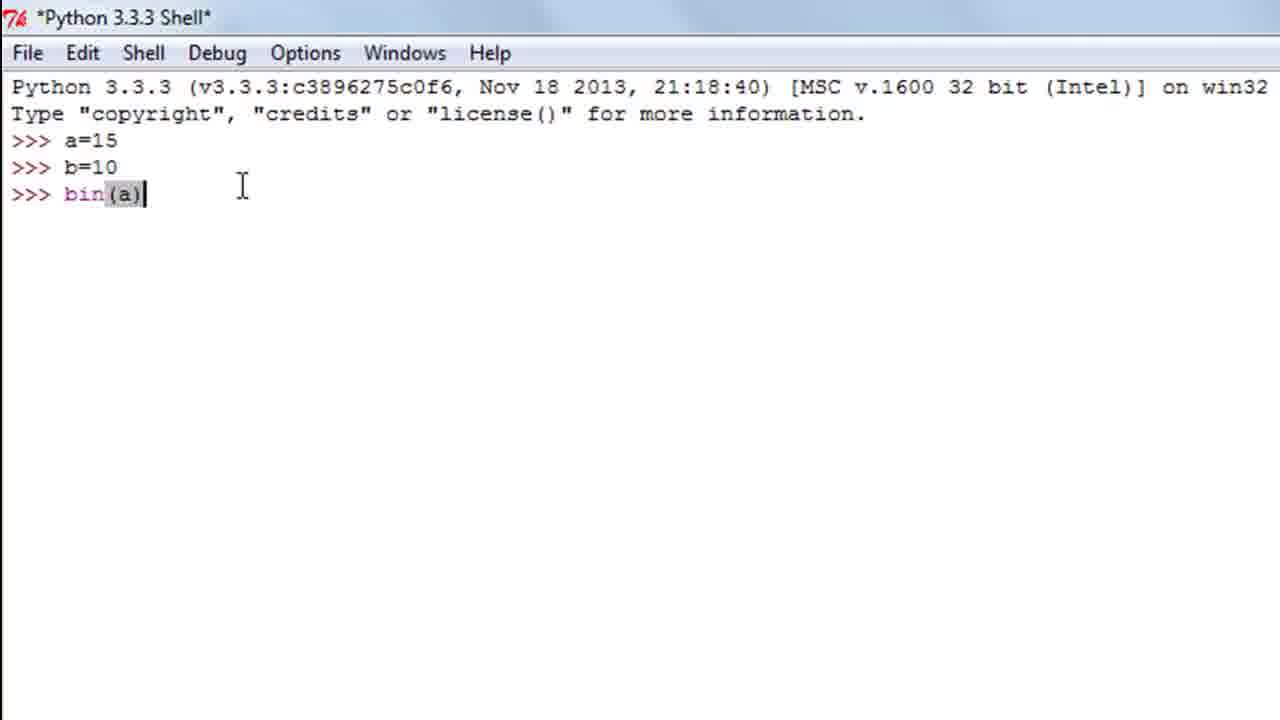 *Python 3.3.3 Shell*
File Edit Shell Debug Options Windows Help
Python 3.3.3 (v3.3.3:c3896275c0f6, Nov 18 2013, 21:18:40) [MSC v.1600 32 bit (Intel)] on win32
Type "copyright", "credits" or "license()" for more information.
>>> a=15
>>> b=10
>>> bin(a)